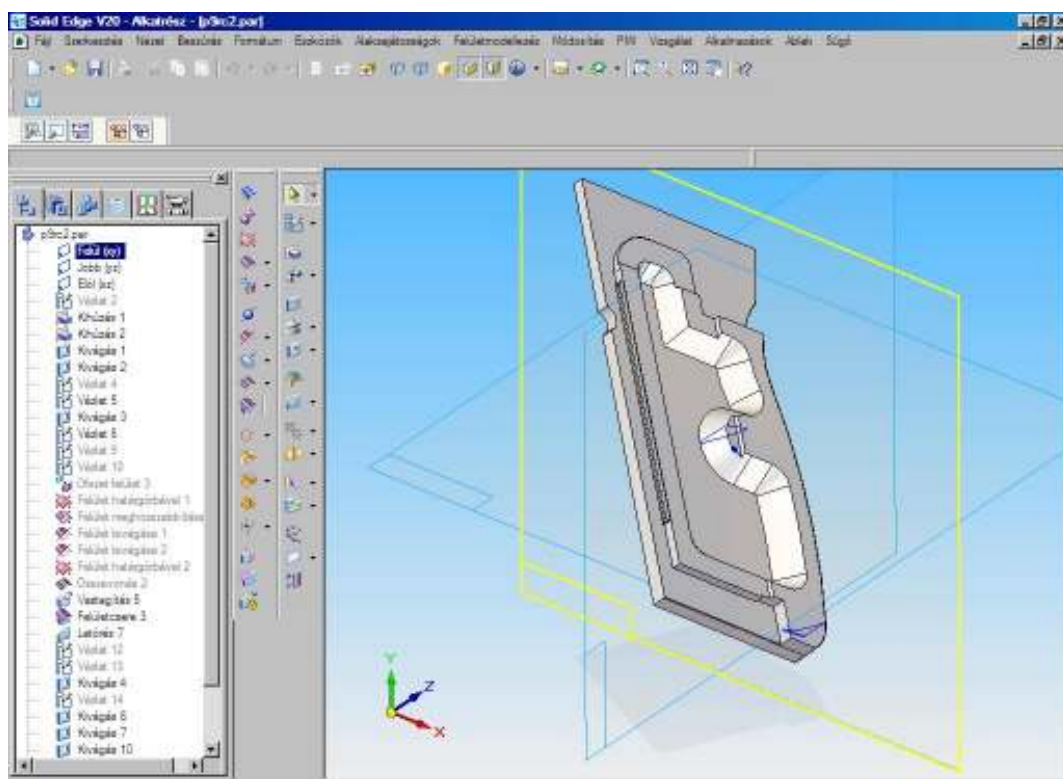 Solid Edge V20 - Alkatrész - [p9rc2.par]
Fájl Szerkesztés Nézet Beszúrás Formátum Eszközök Alaksajátosságok Felületmodellezés Módosítás PMI Vizsgálat Alkalmazások Ablak Súgó
p9rc2.par
Felül (xy)
Jobb (yz)
Elöl (xz)
Vázlat 2
Kihúzás 1
Kihúzás 2
Kivágás 1
Kivágás 2
Vázlat 4
Vázlat 5
Kivágás 3
Vázlat 8
Vázlat 9
Vázlat 10
Ofszet felület 3
Felület határgörbével 1
Felület meghosszabbítása
Felület levágása 1
Felület levágása 2
Felület határgörbével 2
Összevonás 2
Vastagítás 5
Felületcsere 3
Letörés 7
Vázlat 12
Vázlat 13
Kivágás 4
Vázlat 14
Kivágás 6
Kivágás 7
Kivágás 10
Y
Z
X